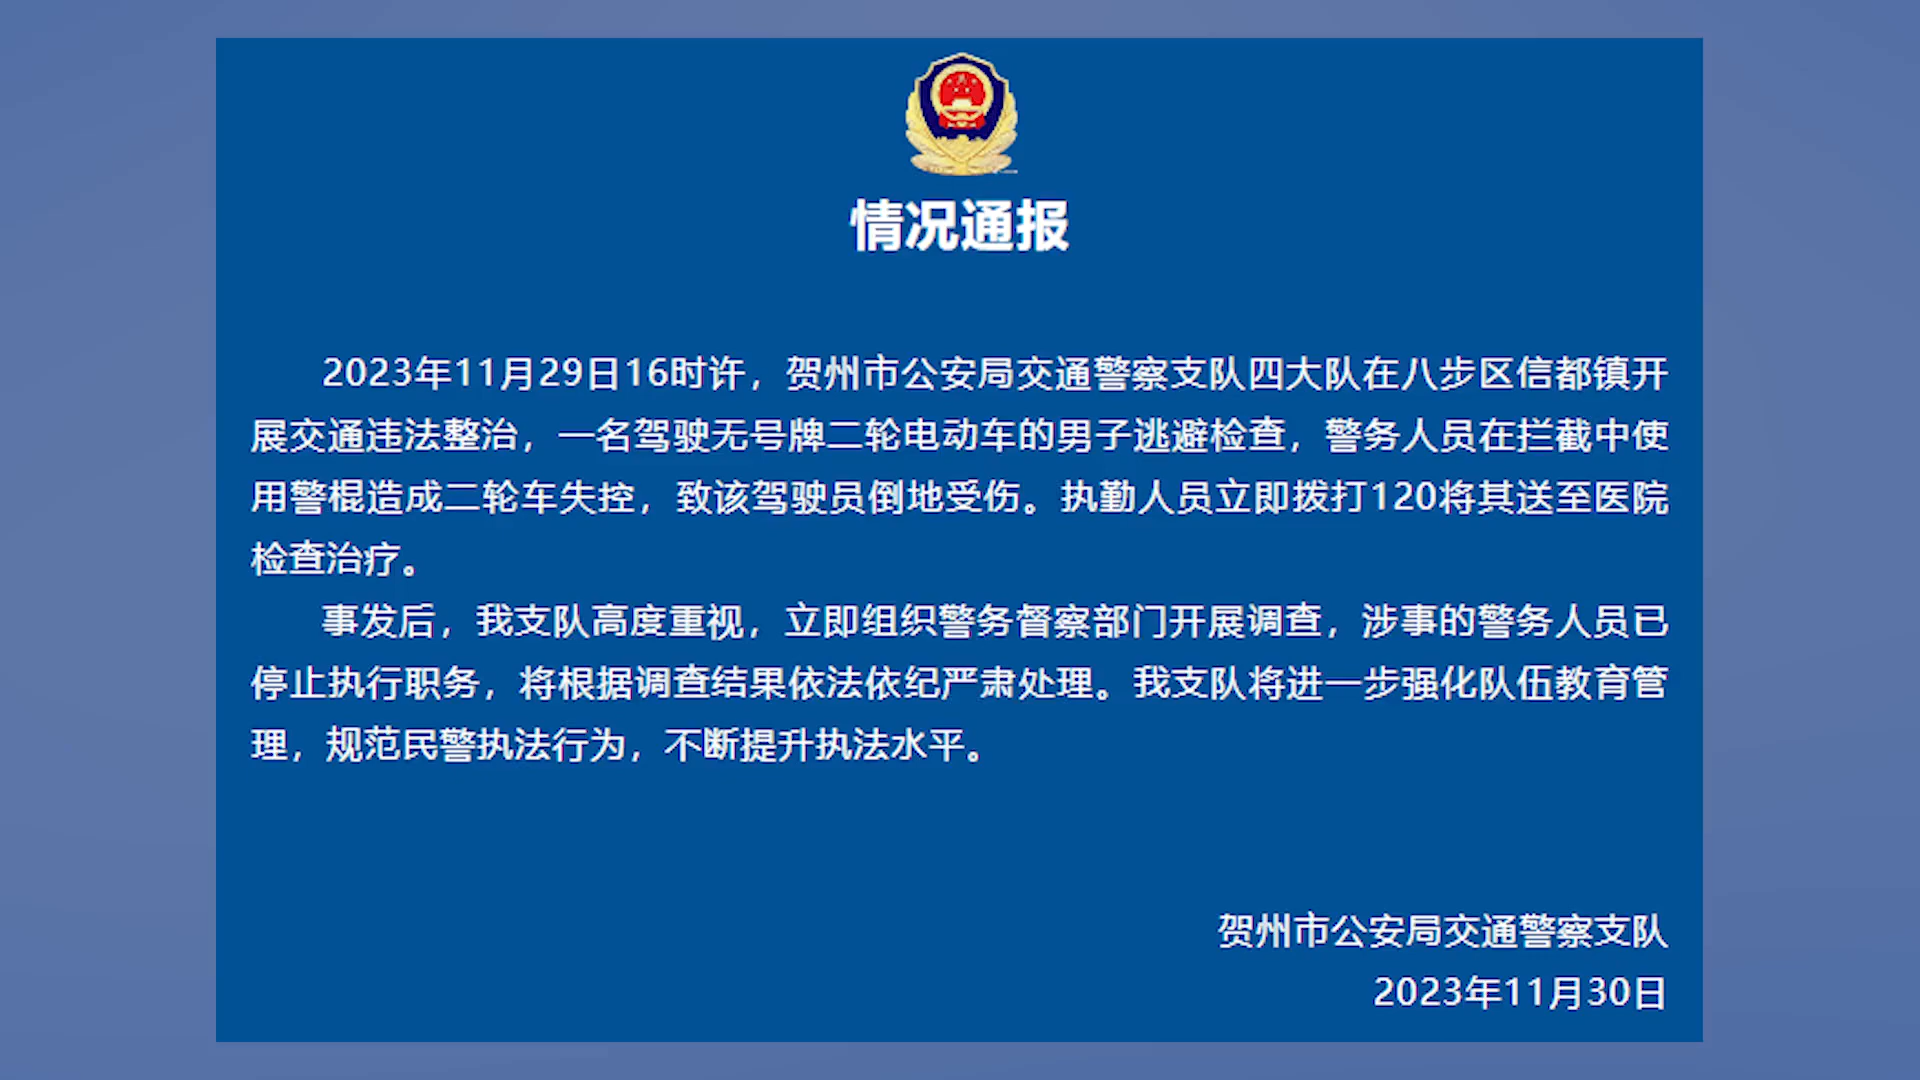 情况通报
2023年11月29日16时许，贺州市公安局交通警察支队四大队在八步区信都镇开
展交通违法整治，一名驾驶无号牌二轮电动车的男子逃避检查，警务人员在拦截中使
用警棍造成二轮车失控，致该驾驶员倒地受伤。执勤人员立即拨打120将其送至医院
检查治疗。
事发后，我支队高度重视，立即组织警务督察部门开展调查，涉事的警务人员已
停止执行职务，将根据调查结果依法依纪严肃处理。我支队将进一步强化队伍教育管
理，规范民警执法行为，不断提升执法水平。
贺州市公安局交通警察支队
2023年11月30日